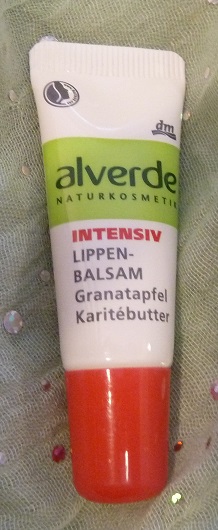 dm
alverde
NATURKOSMETIK
INTENSIV
LIPPEN-
BALSAM
Granatapfel
Karitébutter